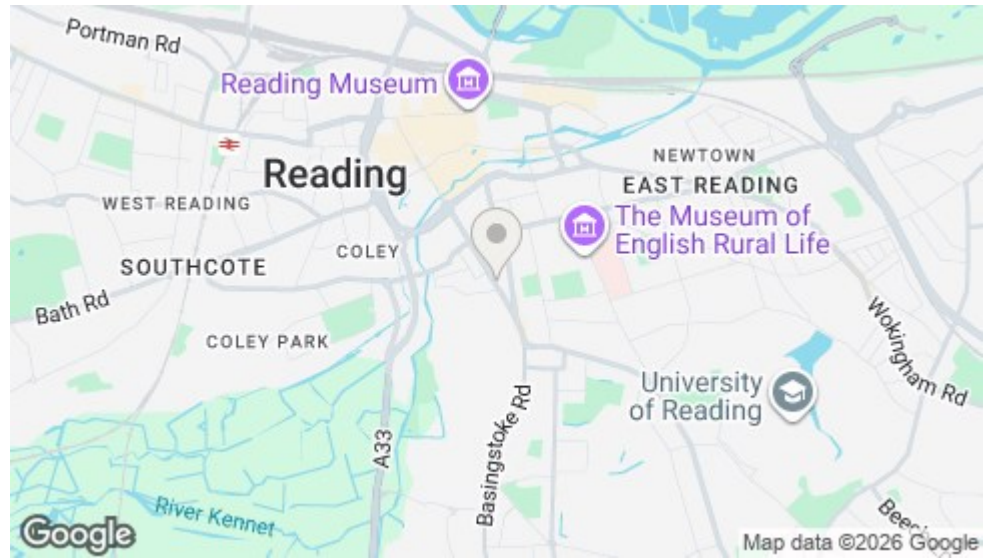 Portman Rd
Reading Museum
NEWTOWN
Reading
EAST READING
WEST READING
The Museum of
English Rural Life
COLEY
SOUTHCOTE
Bath Rd
Wokingham Rd
COLEY PARK
University
of Reading
Basingstoke Rd
A33
River Kennet
Google
Map data ©2026 Google